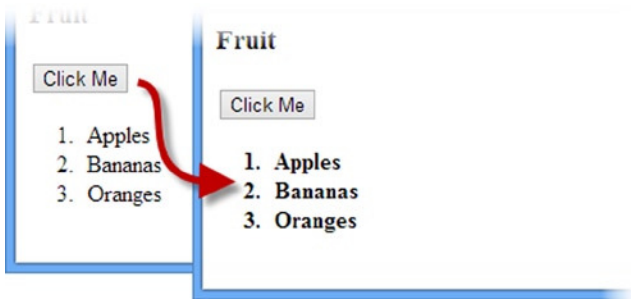 Fruit
Click Me
1. Apples
2. Bananas
3. Oranges
Fruit
Click Me
1. Apples
2. Bananas
3. Oranges